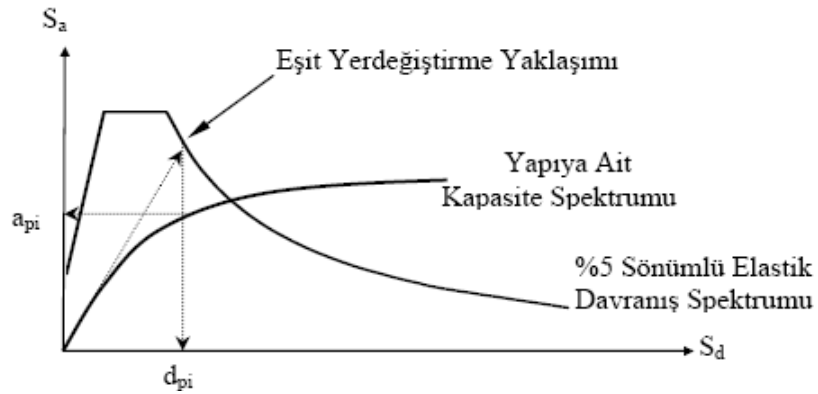 Sa
Eşit Yerdeğiştirme Yaklaşımı
Yapıya Ait
Kapasite Spektrumu
api
%5 Sönümlü Elastik
Davranış Spektrumu
Sd
dpi